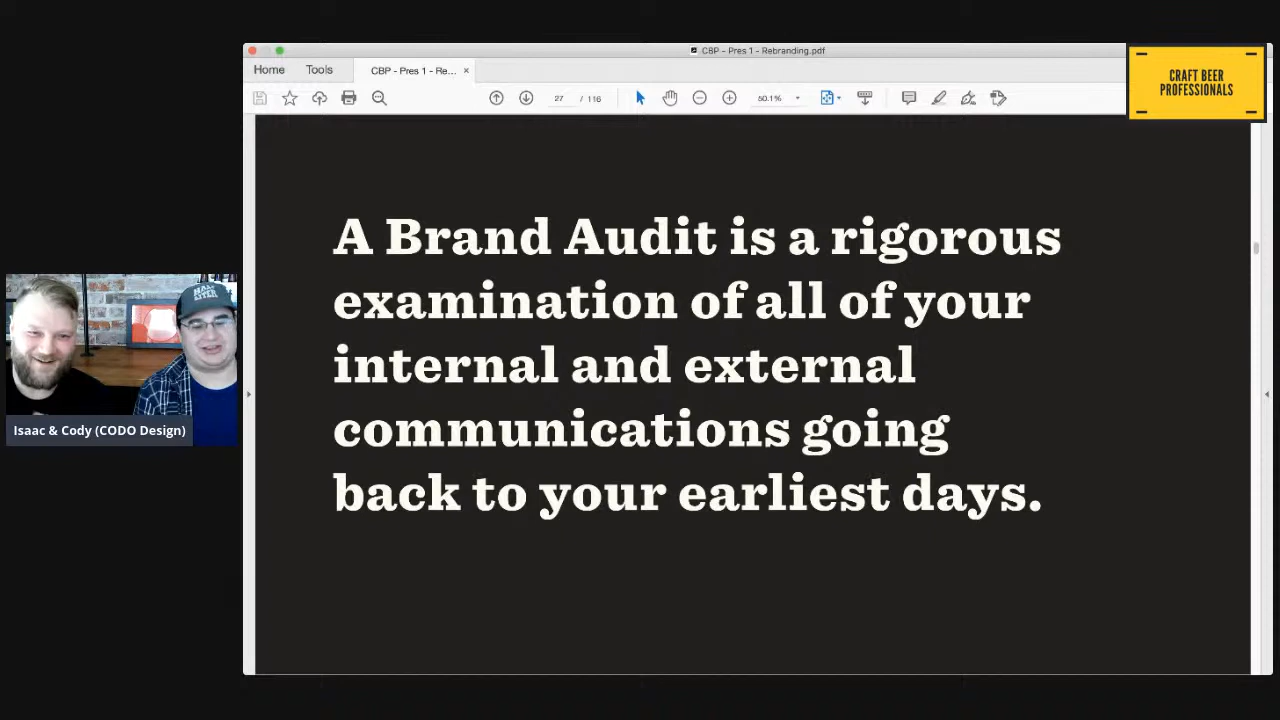 CBP - Pres 1 - Rebranding.pdf
Home
Tools
CBP - Pres 1 - Re...
×
27 / 116
50.1%
CRAFT BEER
PROFESSIONALS
A Brand Audit is a rigorous
examination of all of your
internal and external
communications going
back to your earliest days.
Isaac & Cody (CODO Design)